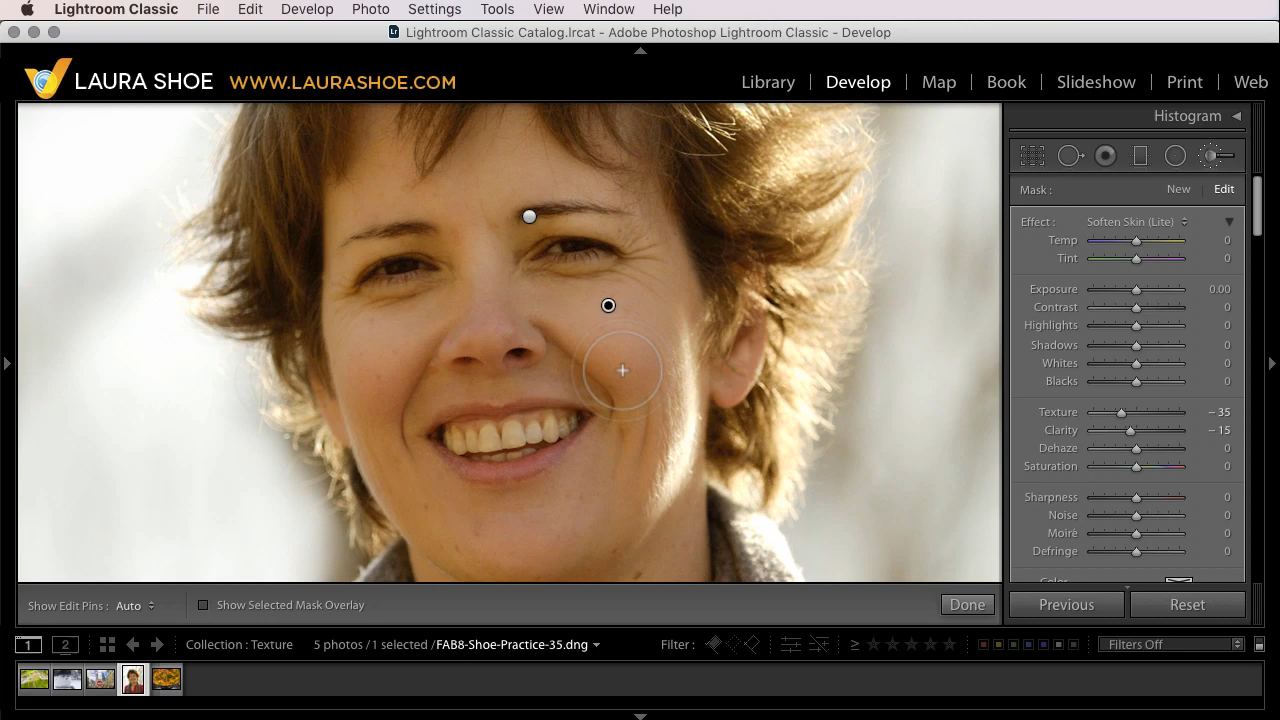 Lightroom Classic File Edit Develop Photo Settings Tools View Window Help
Lr Lightroom Classic Catalog.lrcat - Adobe Photoshop Lightroom Classic - Develop
LAURA SHOE WWW.LAURASHOE.COM Library | Develop | Map | Book | Slideshow | Print | Web
Histogram
Mask : New Edit
Effect : Soften Skin (Lite)
Temp 0
Tint 0
Exposure 0.00
Contrast 0
Highlights 0
Shadows 0
Whites 0
Blacks 0
Texture – 35
Clarity – 15
Dehaze 0
Saturation 0
Sharpness 0
Noise 0
Moiré 0
Defringe 0
Color
Show Edit Pins : Auto Show Selected Mask Overlay Done Previous Reset
1 2 Collection : Texture 5 photos / 1 selected / FAB8-Shoe-Practice-35.dng Filter : ≥ Filters Off